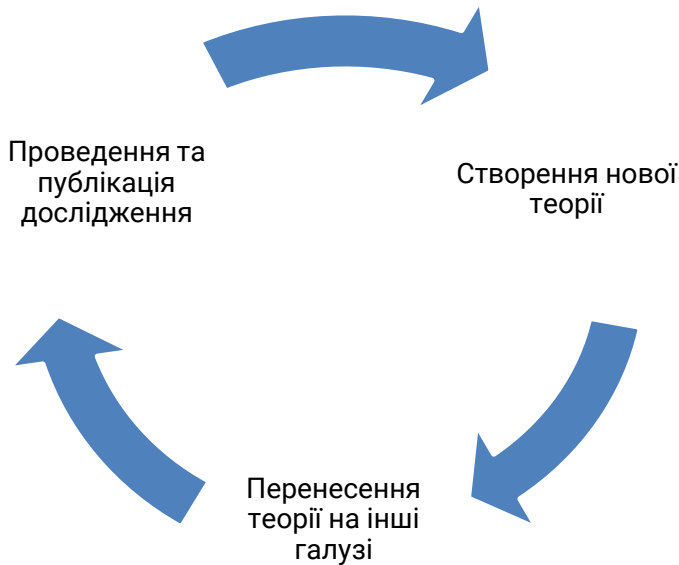 Проведення та
публікація
дослідження
Створення нової
теорії
Перенесення
теорії на інші
галузі